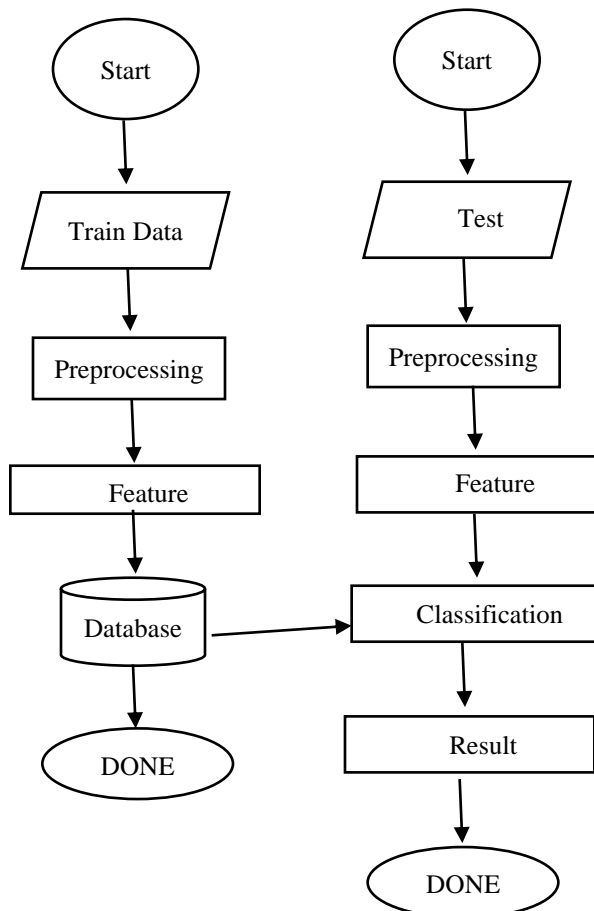 Start
Train Data
Preprocessing
Feature
Database
DONE
Start
Test
Preprocessing
Feature
Classification
Result
DONE